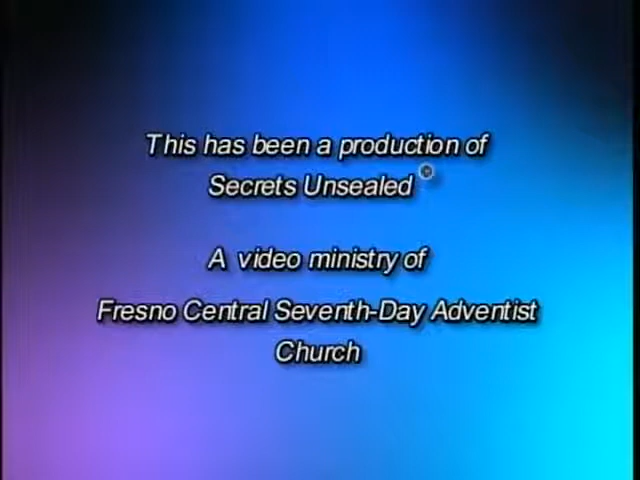 This has been a production of
Secrets Unsealed
A video ministry of
Fresno Central Seventh-Day Adventist
Church